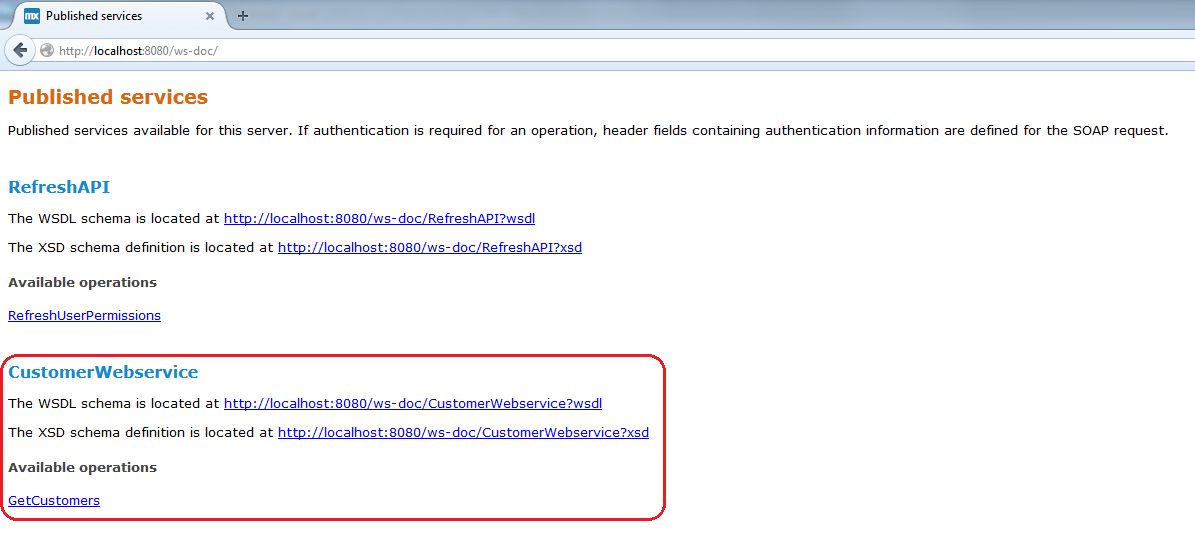 mx Published services
http://localhost:8080/ws-doc/
Published services
Published services available for this server. If authentication is required for an operation, header fields containing authentication information are defined for the SOAP request.
RefreshAPI
The WSDL schema is located at http://localhost:8080/ws-doc/RefreshAPI?wsdl
The XSD schema definition is located at http://localhost:8080/ws-doc/RefreshAPI?xsd
Available operations
RefreshUserPermissions
CustomerWebservice
The WSDL schema is located at http://localhost:8080/ws-doc/CustomerWebservice?wsdl
The XSD schema definition is located at http://localhost:8080/ws-doc/CustomerWebservice?xsd
Available operations
GetCustomers